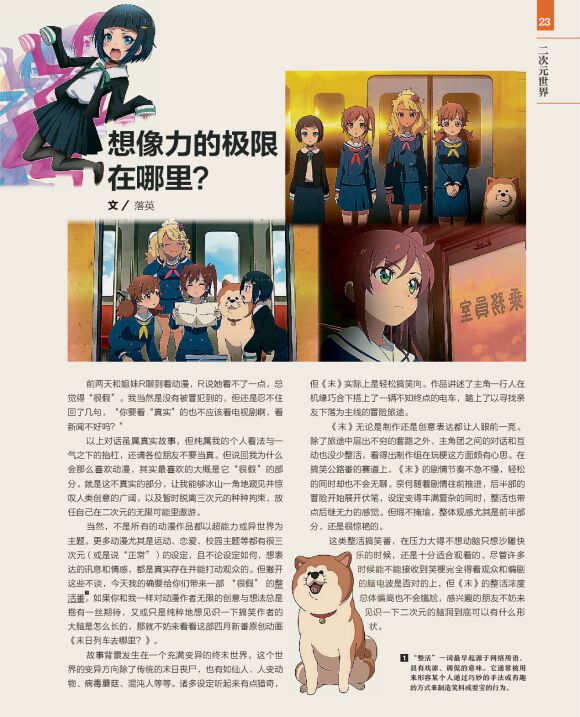 23
二次元世界
想像力的极限
在哪里？
文／落英
乘務員室
前两天和姐妹R聊到看动漫，R说她看不了一点，总
觉得“很假”。我当然是没有被冒犯到的，但还是忍不住
回了几句，“你要看“真实”的也不应该看电视剧啊，看
新闻不好吗？”
以上对话虽属真实故事，但纯属我的个人看法与一
气之下的抬杠，还请各位朋友不要当真。但说回我为什么
会那么喜欢动漫，其实最喜欢的大概是它“很假”的部
分。就是这不真实的部分，让我能够冰山一角地窥见并惊
叹人类创意的广阔，以及暂时脱离三次元的种种拘束，放
任自己在二次元的无限可能里遨游。
当然，不是所有的动漫作品都以超能力或异世界为
主题。更多动漫尤其是运动、恋爱、校园主题等都有很三
次元（或是说“正常”）的设定，且不论设定如何，想表
达的讯息和情感，都是真实存在并能打动观众的。但撇开
这些不谈，今天我的确要给你们带来一部 “很假” 的整
活番1。如果你和我一样对动漫作者无限的创意与想法总是
抱有一丝期待，又或只是纯粹地想见识一下搞笑作者的
大脑是怎么长的，那就不妨来看看这部四月新番原创动画
《末日列车去哪里？》。
故事背景发生在一个充满变异的终末世界。这个世
界的变异方向除了传统的末日丧尸，也有如仙人、人变动
物、病毒蘑菇、混沌人等等。诸多设定听起来有点猎奇，
但《末》实际上是轻松搞笑向。作品讲述了主角一行人在
机缘巧合下搭上了一辆不知终点的电车，踏上了以寻找亲
友下落为主线的冒险旅途。
《末》无论是制作还是创意表达都让人眼前一亮。
除了旅途中层出不穷的套路之外，主角团之间的对话和互
动也没少整活，看得出制作组在玩梗这方面颇有心思。在
搞笑公路番的赛道上，《末》的剧情节奏不急不慢，轻松
的同时却也不会无聊。奈何随着剧情往前推进，后半部的
冒险开始展开伏笔，设定变得丰满复杂的同时，整活也带
点后继无力的感觉。但瑕不掩瑜，整体观感尤其是前半部
分，还是很惊艳的。
这类整活搞笑番，在压力大得不想动脑只想沙雕快
乐的时候，还是十分适合观看的。尽管许多
时候能不能接收到笑梗完全得看观众和编剧
的脑电波是否对的上，但《末》的整活浓度
总体偏高也不会尴尬，感兴趣的朋友不妨来
见识一下二次元的脑洞到底可以有什么形
状。
1 “整活”一词最早起源于网络用语，
具有戏谑、调侃的意味。它通常被用
来形容某个人通过巧妙的手法或有趣
的方式来制造笑料或耍宝的行为。